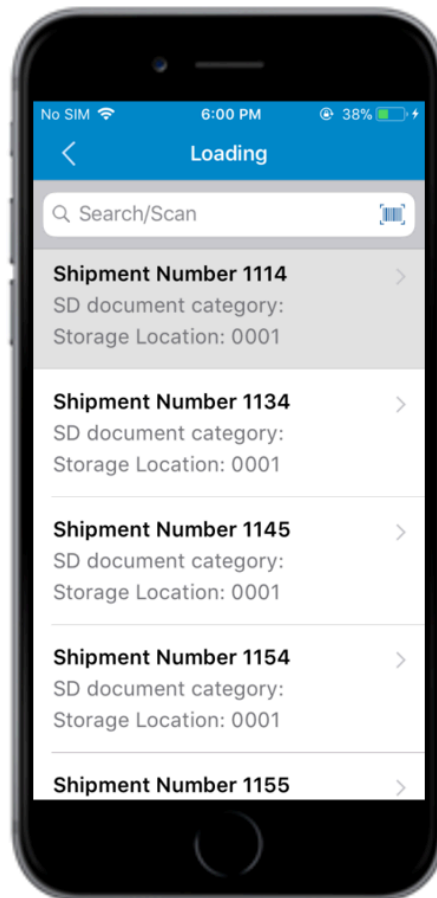 No SIM 6:00 PM 38%
Loading
Search/Scan
Shipment Number 1114
SD document category:
Storage Location: 0001
Shipment Number 1134
SD document category:
Storage Location: 0001
Shipment Number 1145
SD document category:
Storage Location: 0001
Shipment Number 1154
SD document category:
Storage Location: 0001
Shipment Number 1155